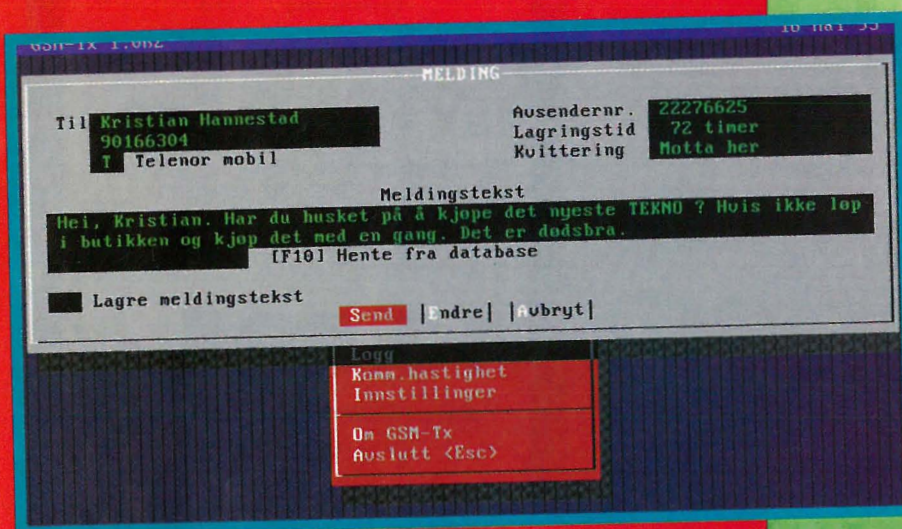 GSM-Tx 1.0
MELDING
Til Kristian Hannestad
90166304
T Telenor mobil
Avsendernr. 22276625
Lagringstid 72 timer
Kvittering Motta her
Meldingstekst
Hei, Kristian. Har du husket på å kjøpe det nyeste TEKNO ? Hvis ikke løp
i butikken og kjøp det med en gang. Det er dødsbra.
[F10] Hente fra database
Lagre meldingstekst
Send |Endre| |Avbryt|
Logg
Komm.hastighet
Innstillinger
Om GSM-Tx
Avslutt <Esc>